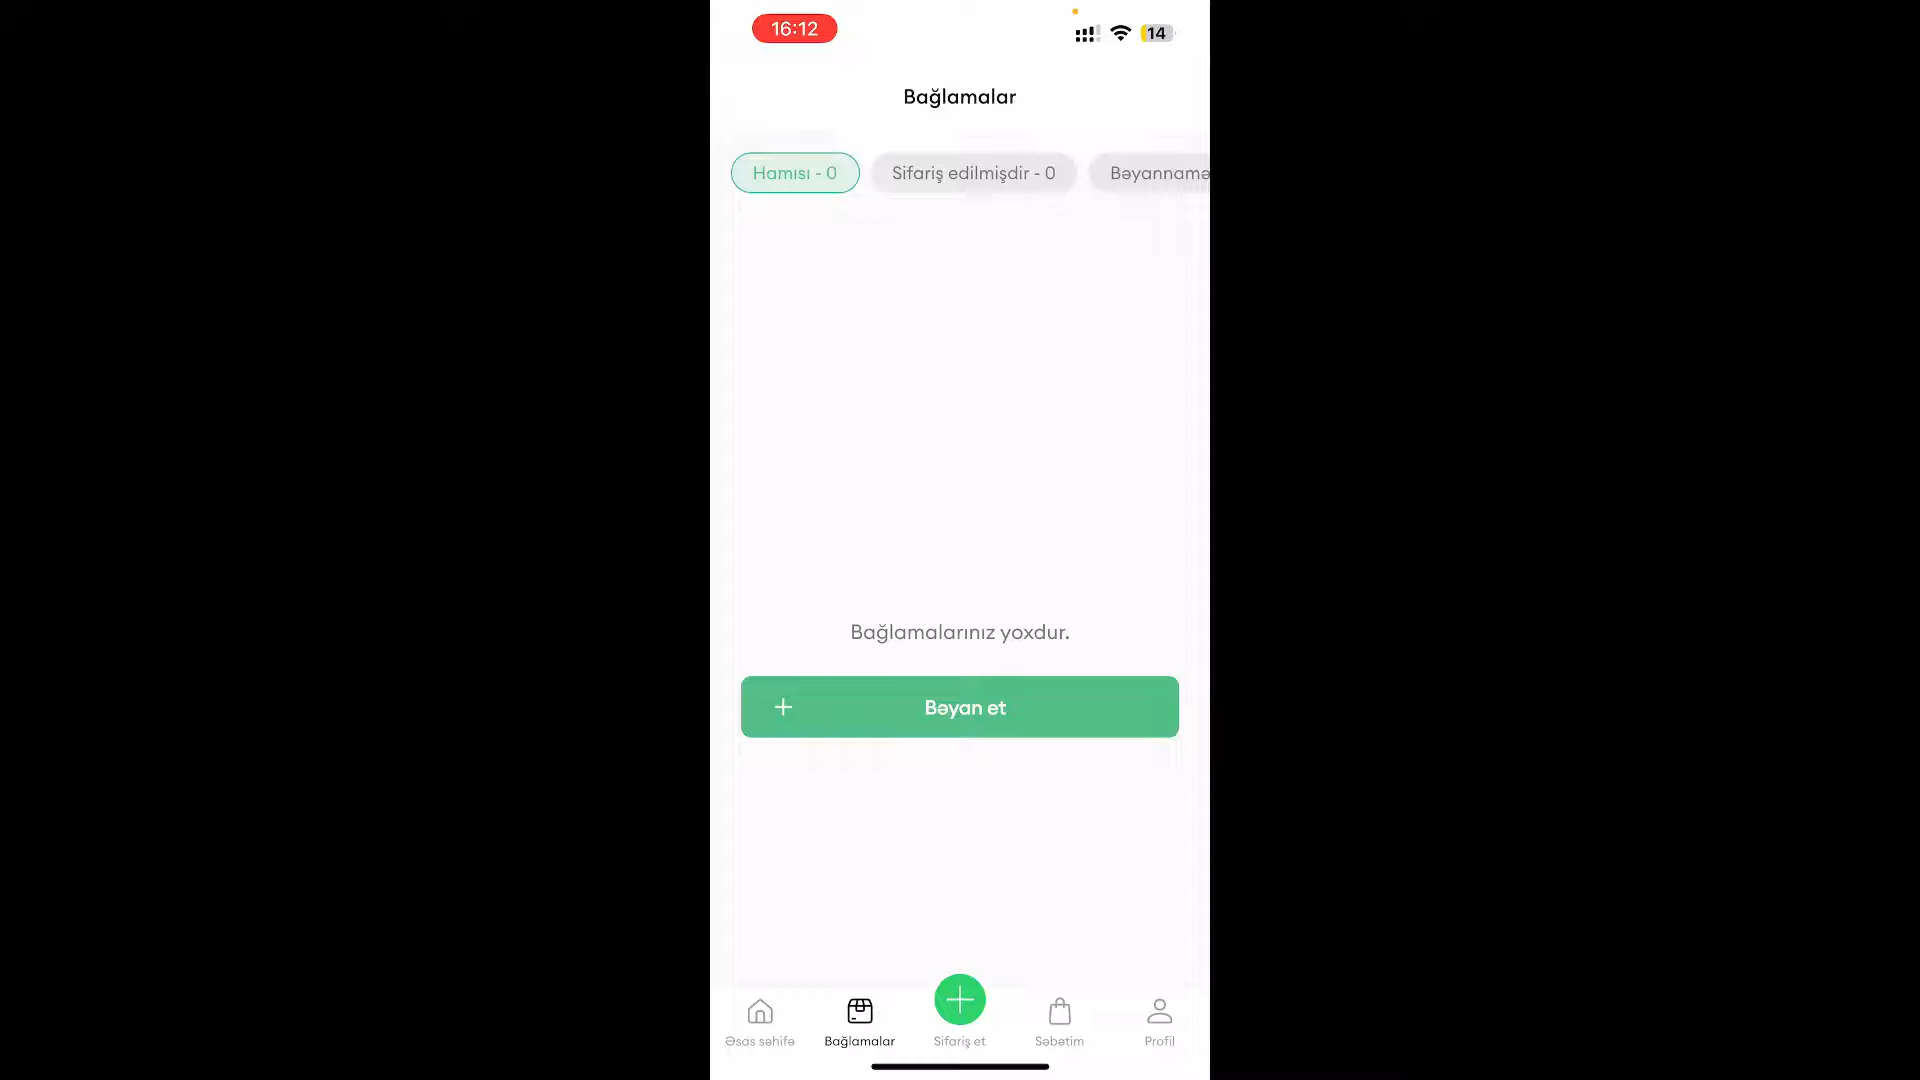 16:12
14
Bağlamalar
Hamısı - 0
Sifariş edilmişdir - 0
Bəyannamə
Bağlamalarınız yoxdur.
Bəyan et
Əsas səhifə
Bağlamalar
Sifariş et
Səbətim
Profil